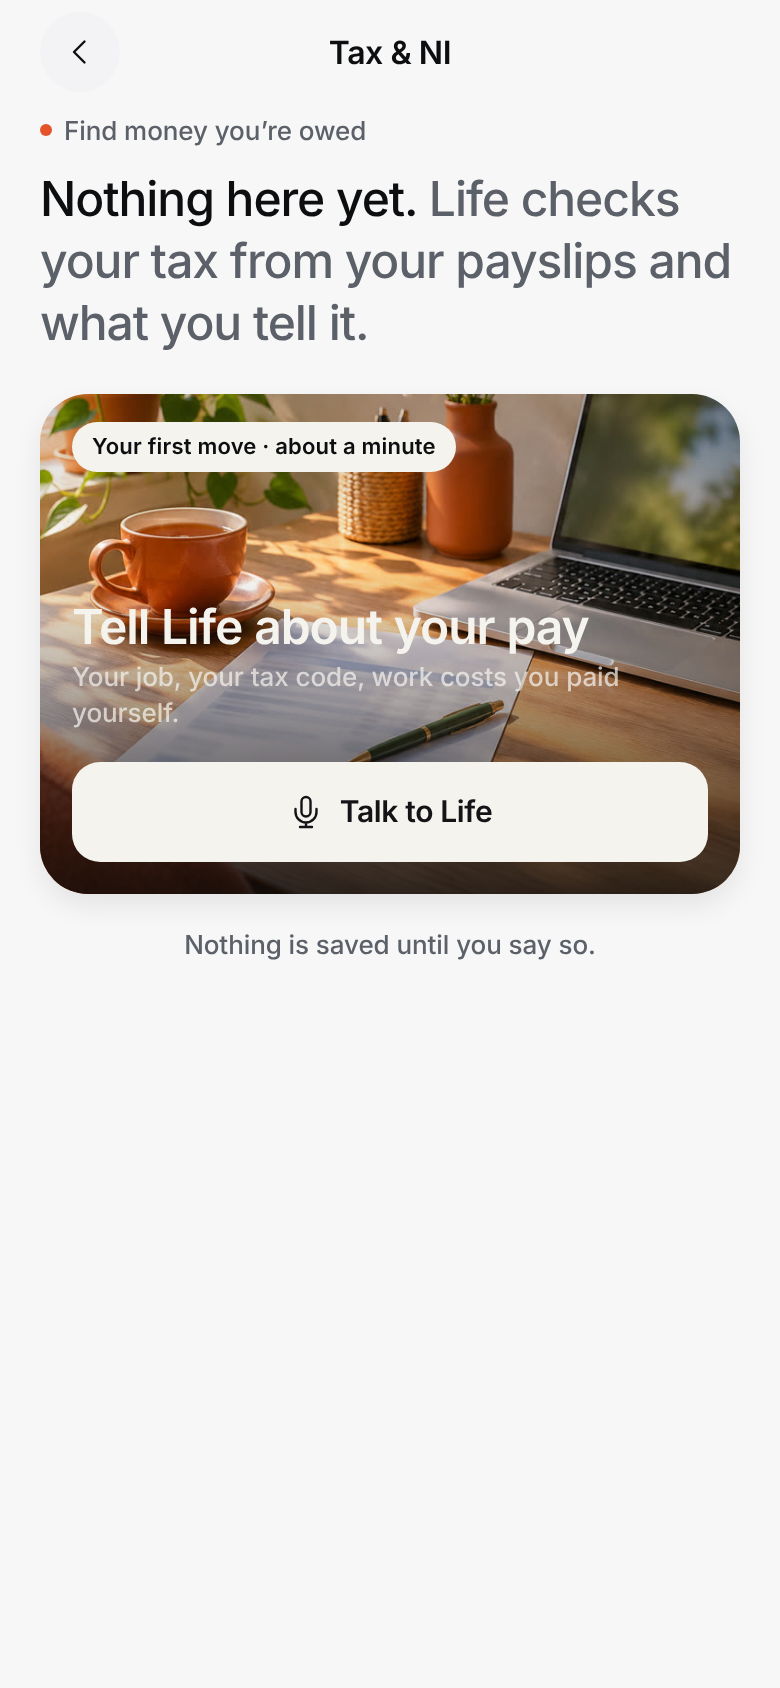 Tax & NI
Find money you’re owed
Nothing here yet. Life checks
your tax from your payslips and
what you tell it.
Your first move · about a minute
Tell Life about your pay
Your job, your tax code, work costs you paid
yourself.
Talk to Life
Nothing is saved until you say so.